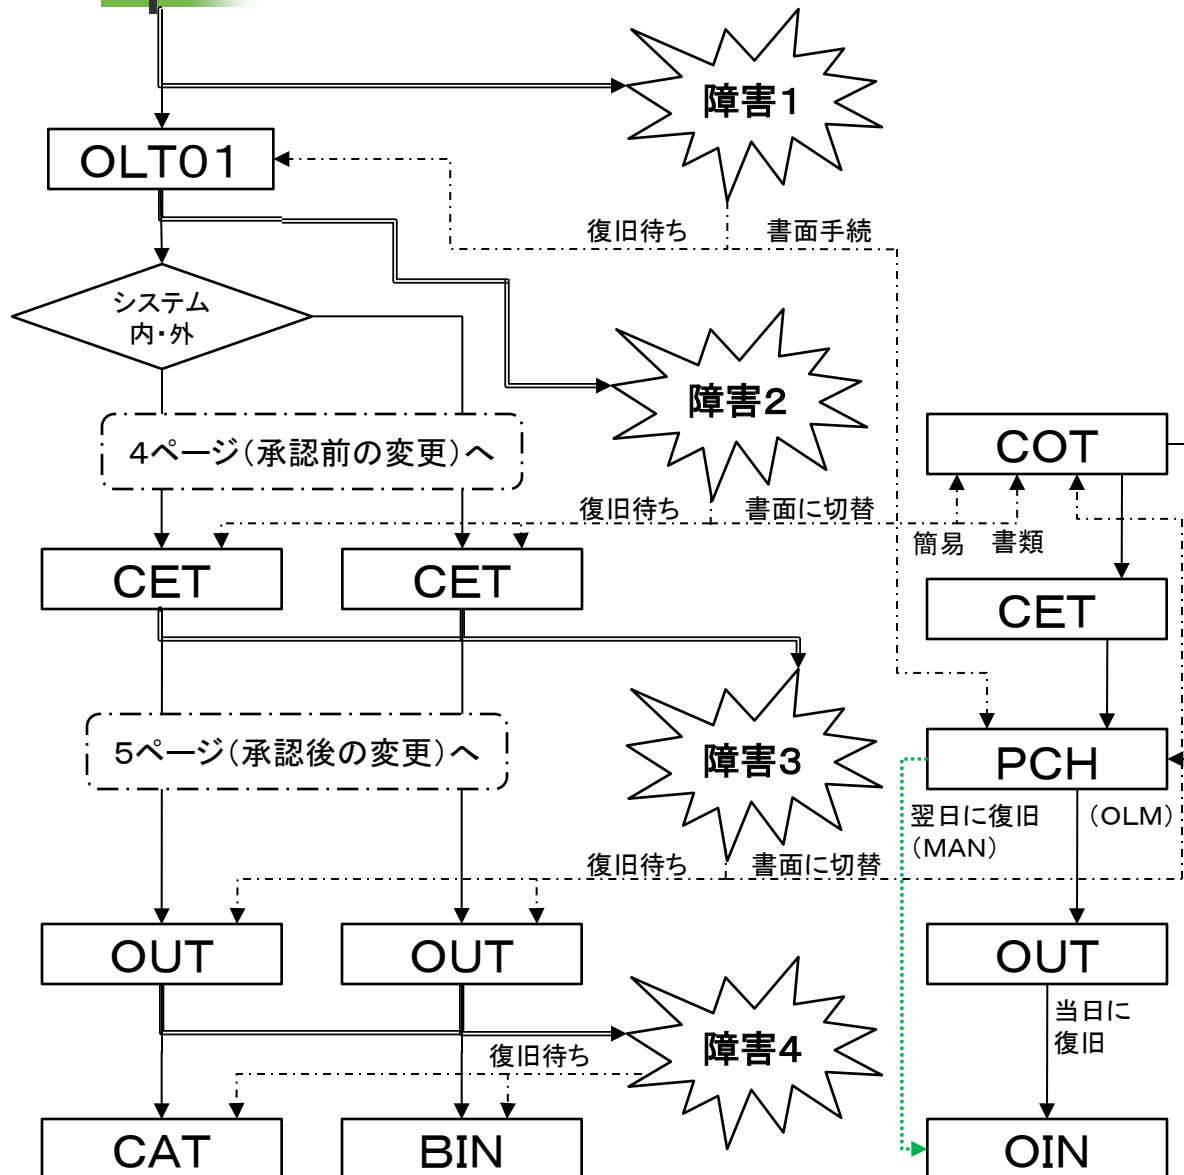 障害１
OLT01
復旧待ち
書面手続
システム
内・外
障害２
4ページ（承認前の変更）へ
COT
復旧待ち
書面に切替
簡易
書類
CET
CET
CET
5ページ（承認後の変更）へ
障害３
PCH
翌日に復旧
（MAN）
（OLM）
復旧待ち
書面に切替
OUT
OUT
OUT
当日に
復旧
障害４
復旧待ち
CAT
BIN
OIN